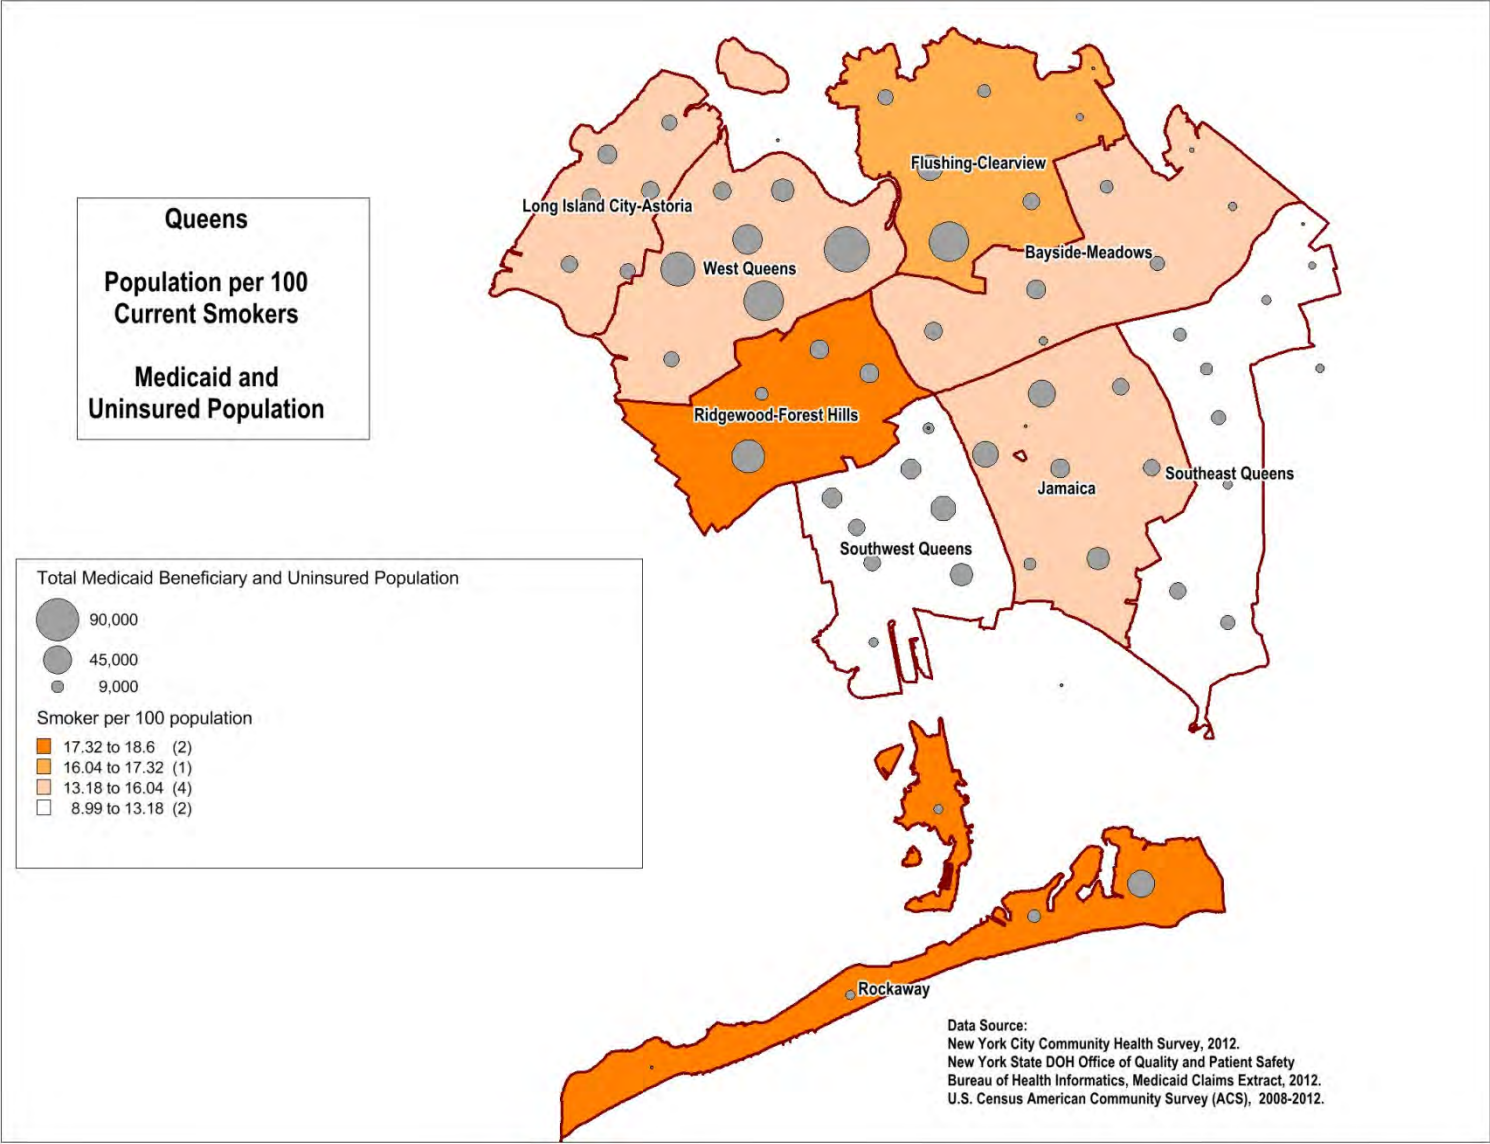 Queens
Population per 100
Current Smokers
Medicaid and
Uninsured Population
Flushing-Clearview
Long Island City-Astoria
Bayside-Meadows
West Queens
Ridgewood-Forest Hills
Southeast Queens
Jamaica
Southwest Queens
Total Medicaid Beneficiary and Uninsured Population
90,000
45,000
9,000
Smoker per 100 population
17.32 to 18.6 (2)
16.04 to 17.32 (1)
13.18 to 16.04 (4)
8.99 to 13.18 (2)
Rockaway
Data Source:
New York City Community Health Survey, 2012.
New York State DOH Office of Quality and Patient Safety
Bureau of Health Informatics, Medicaid Claims Extract, 2012.
U.S. Census American Community Survey (ACS), 2008-2012.